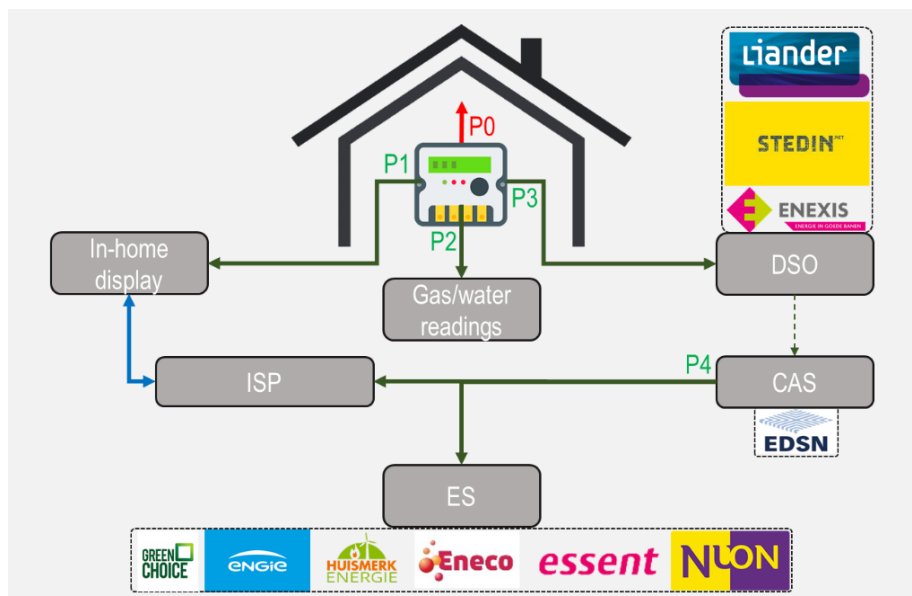 Liander
P0
P1
P3
STEDIN.NET
ENEXIS
ENERGIE IN GOEDE BANEN
P2
In-home
display
DSO
Gas/water
readings
P4
ISP
CAS
EDSN
ES
GREEN
CHOICE
ENGIE
HUISMERK
ENERGIE
Eneco
essent
NUON